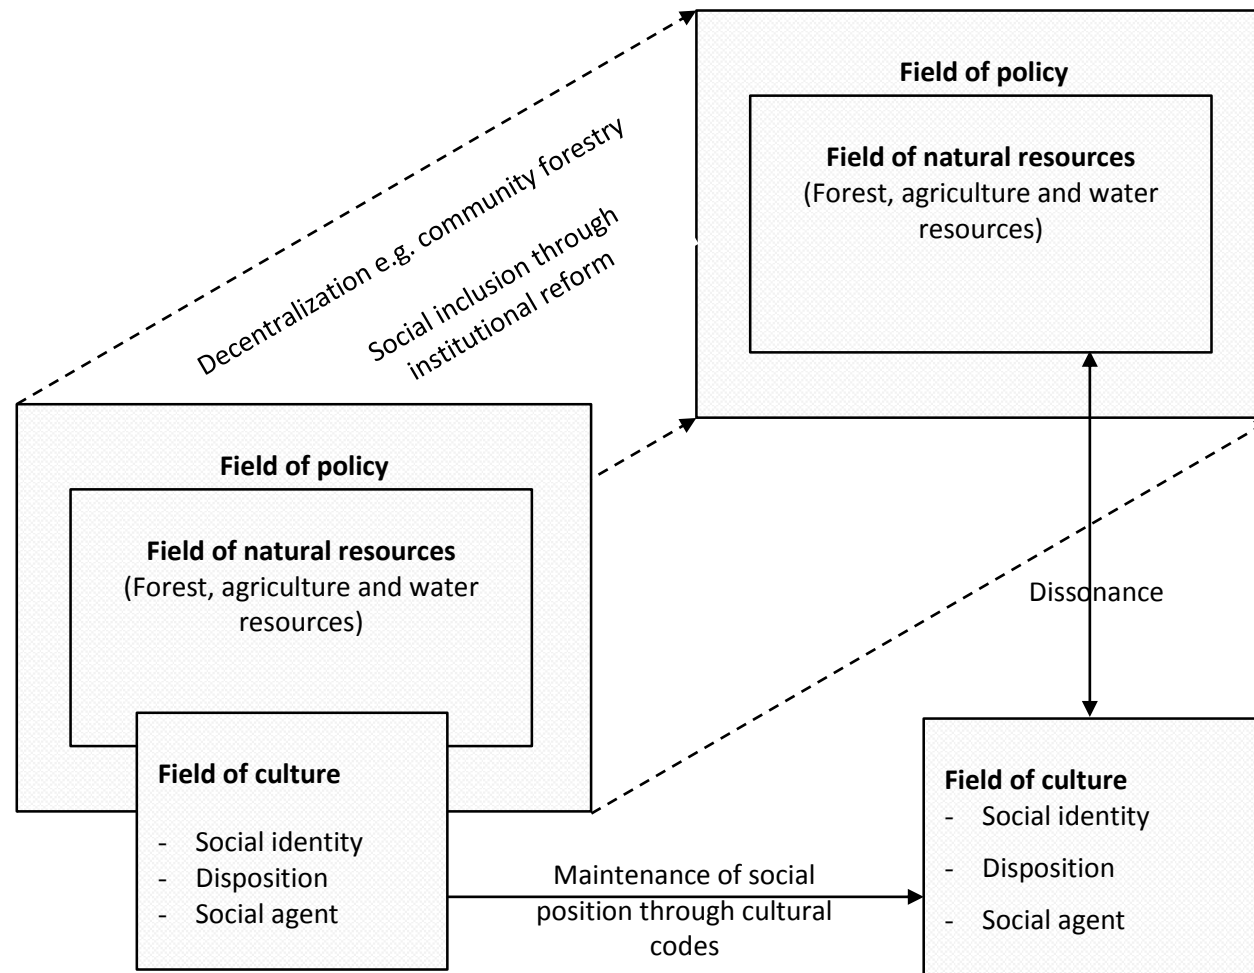 Field of policy
Field of natural resources
(Forest, agriculture and water
resources)
Decentralization e.g. community forestry
Social inclusion through
institutional reform
Field of policy
Field of natural resources
(Forest, agriculture and water
resources)
Dissonance
Field of culture
- Social identity
- Disposition
- Social agent
Maintenance of social
position through cultural
codes
Field of culture
- Social identity
- Disposition
- Social agent